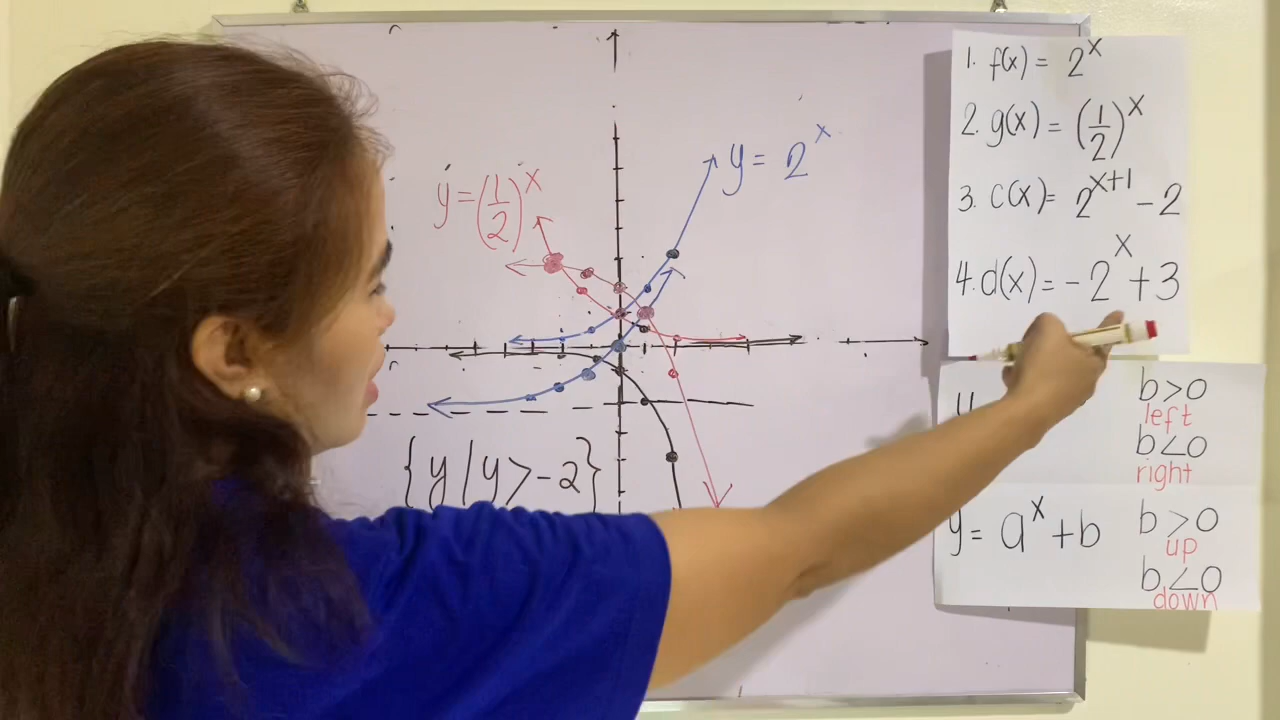 y = 2^x
y = (1/2)^x
{y | y > -2}
1. f(x) = 2^x
2. g(x) = (1/2)^x
3. c(x) = 2^(x+1) - 2
4. d(x) = -2^x + 3
b > 0
left
b < 0
right
y = a^x + b
b > 0
up
b < 0
down